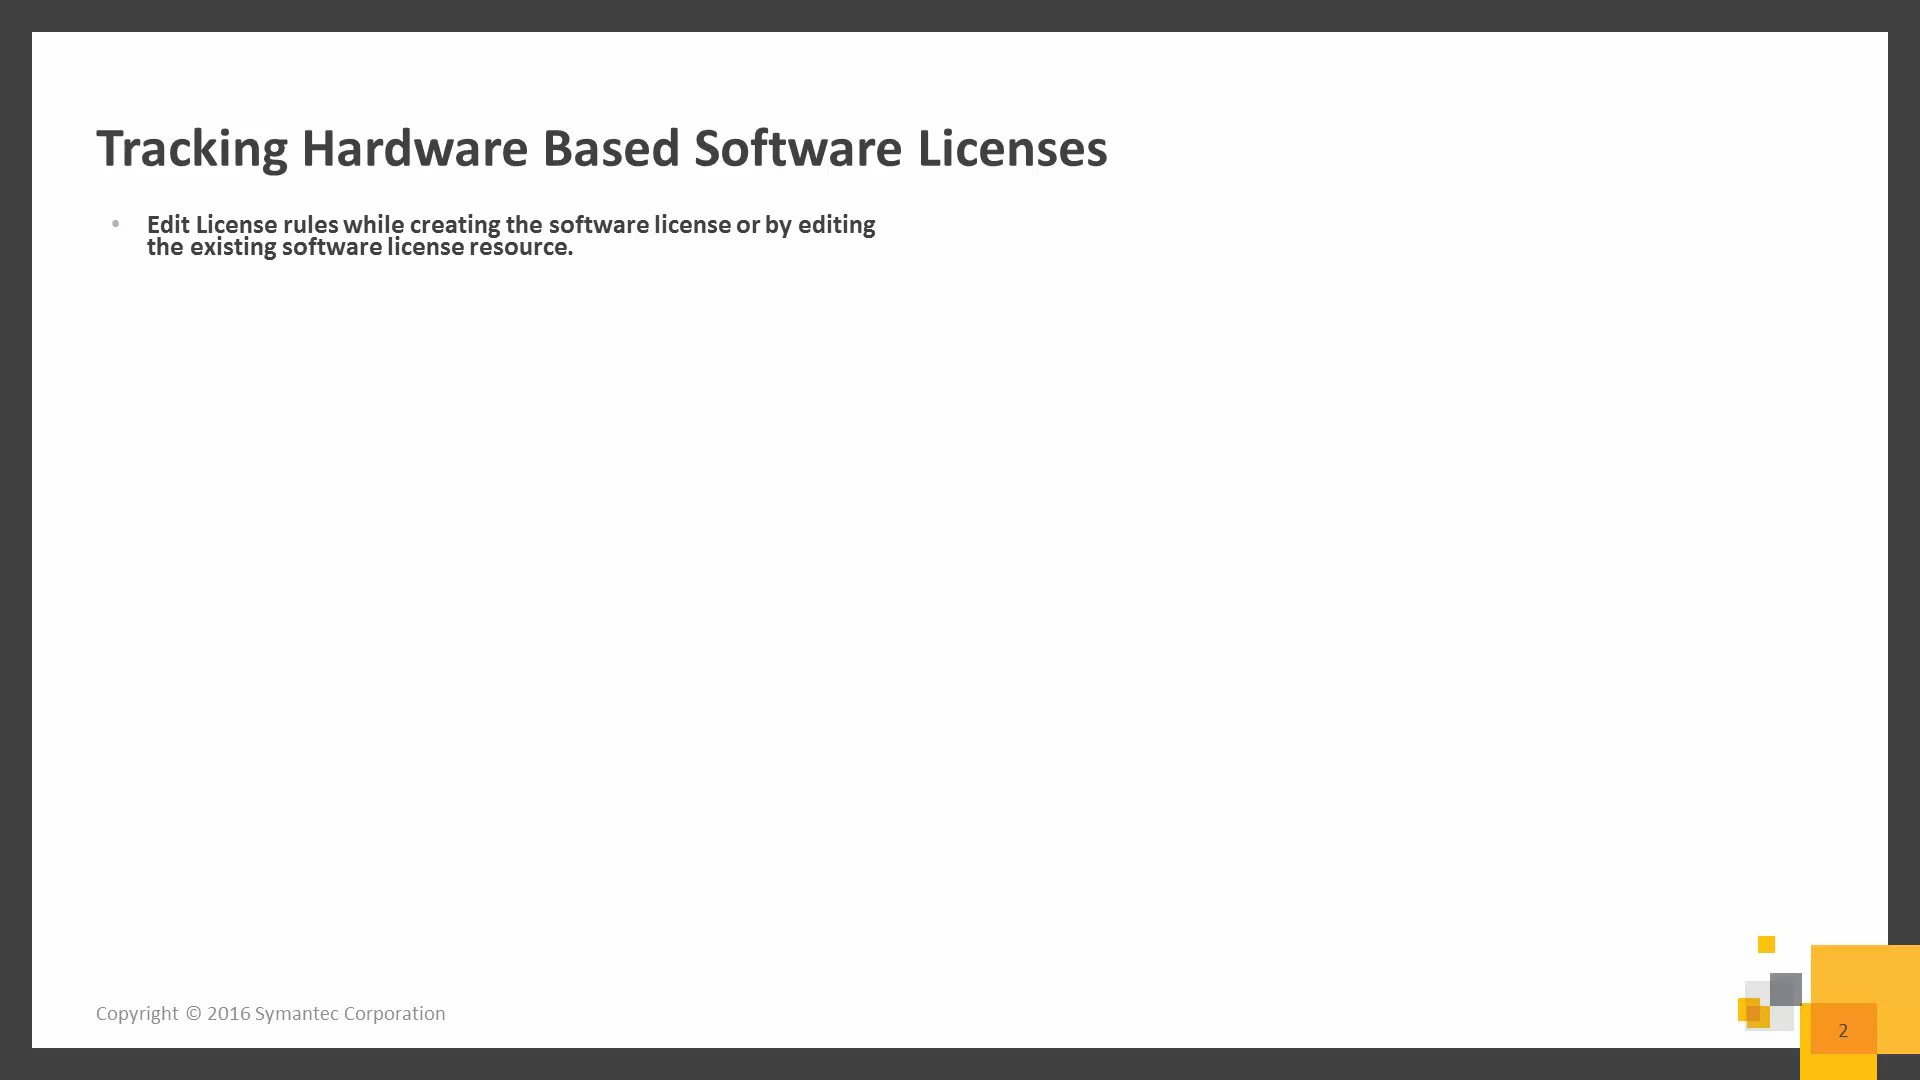 Tracking Hardware Based Software Licenses
• Edit License rules while creating the software license or by editing
the existing software license resource.
Copyright © 2016 Symantec Corporation
2